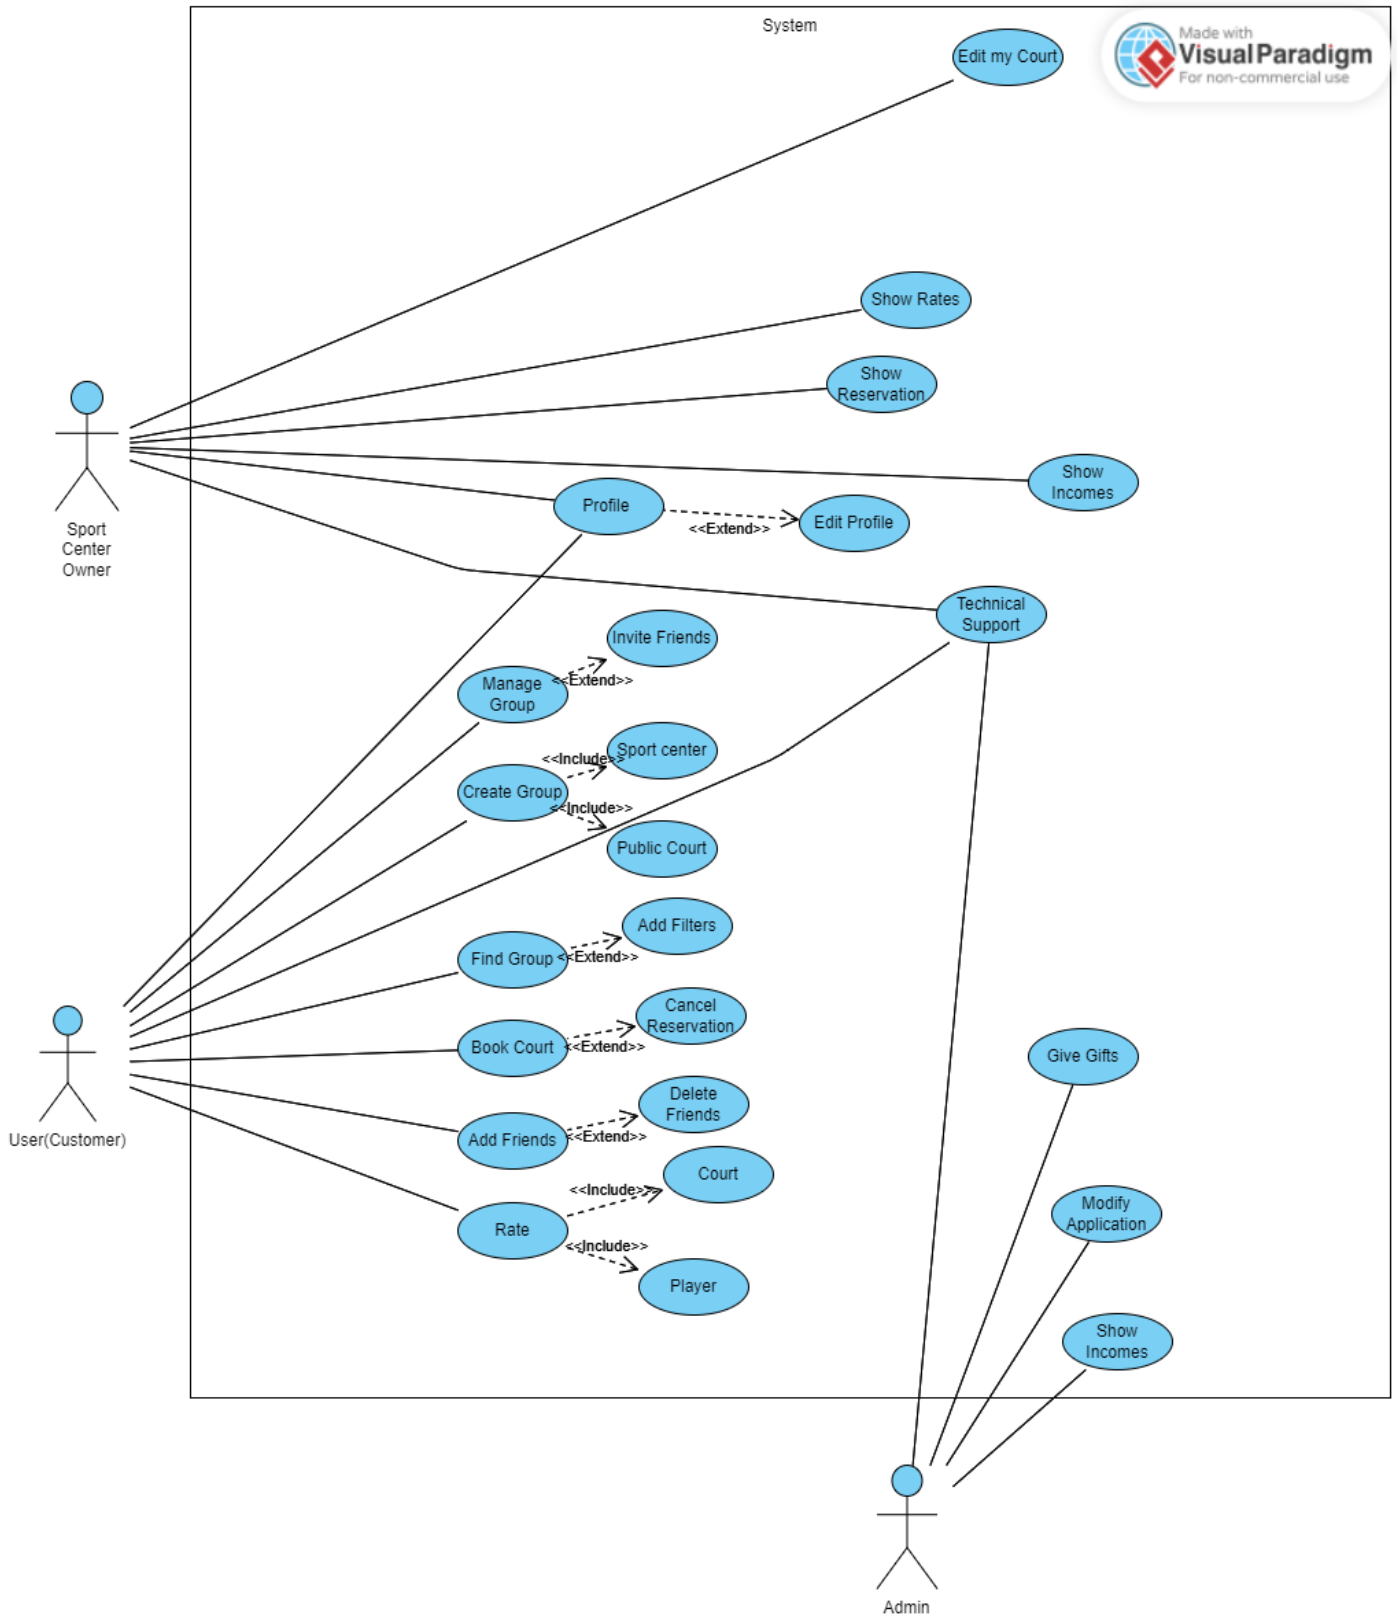 System
Made with
Visual Paradigm
For non-commercial use
Edit my Court
Show Rates
Show
Reservation
Show
Incomes
Sport
Center
Owner
Profile
<<Extend>>
Edit Profile
Technical
Support
Invite Friends
Manage
Group
<<Extend>>
Sport center
<<Include>>
Create Group
<<Include>>
Public Court
Add Filters
Find Group
<<Extend>>
Cancel
Reservation
Book Court
<<Extend>>
Give Gifts
Delete
Friends
Add Friends
<<Extend>>
User(Customer)
Court
<<Include>>
Rate
<<Include>>
Player
Modify
Application
Show
Incomes
Admin